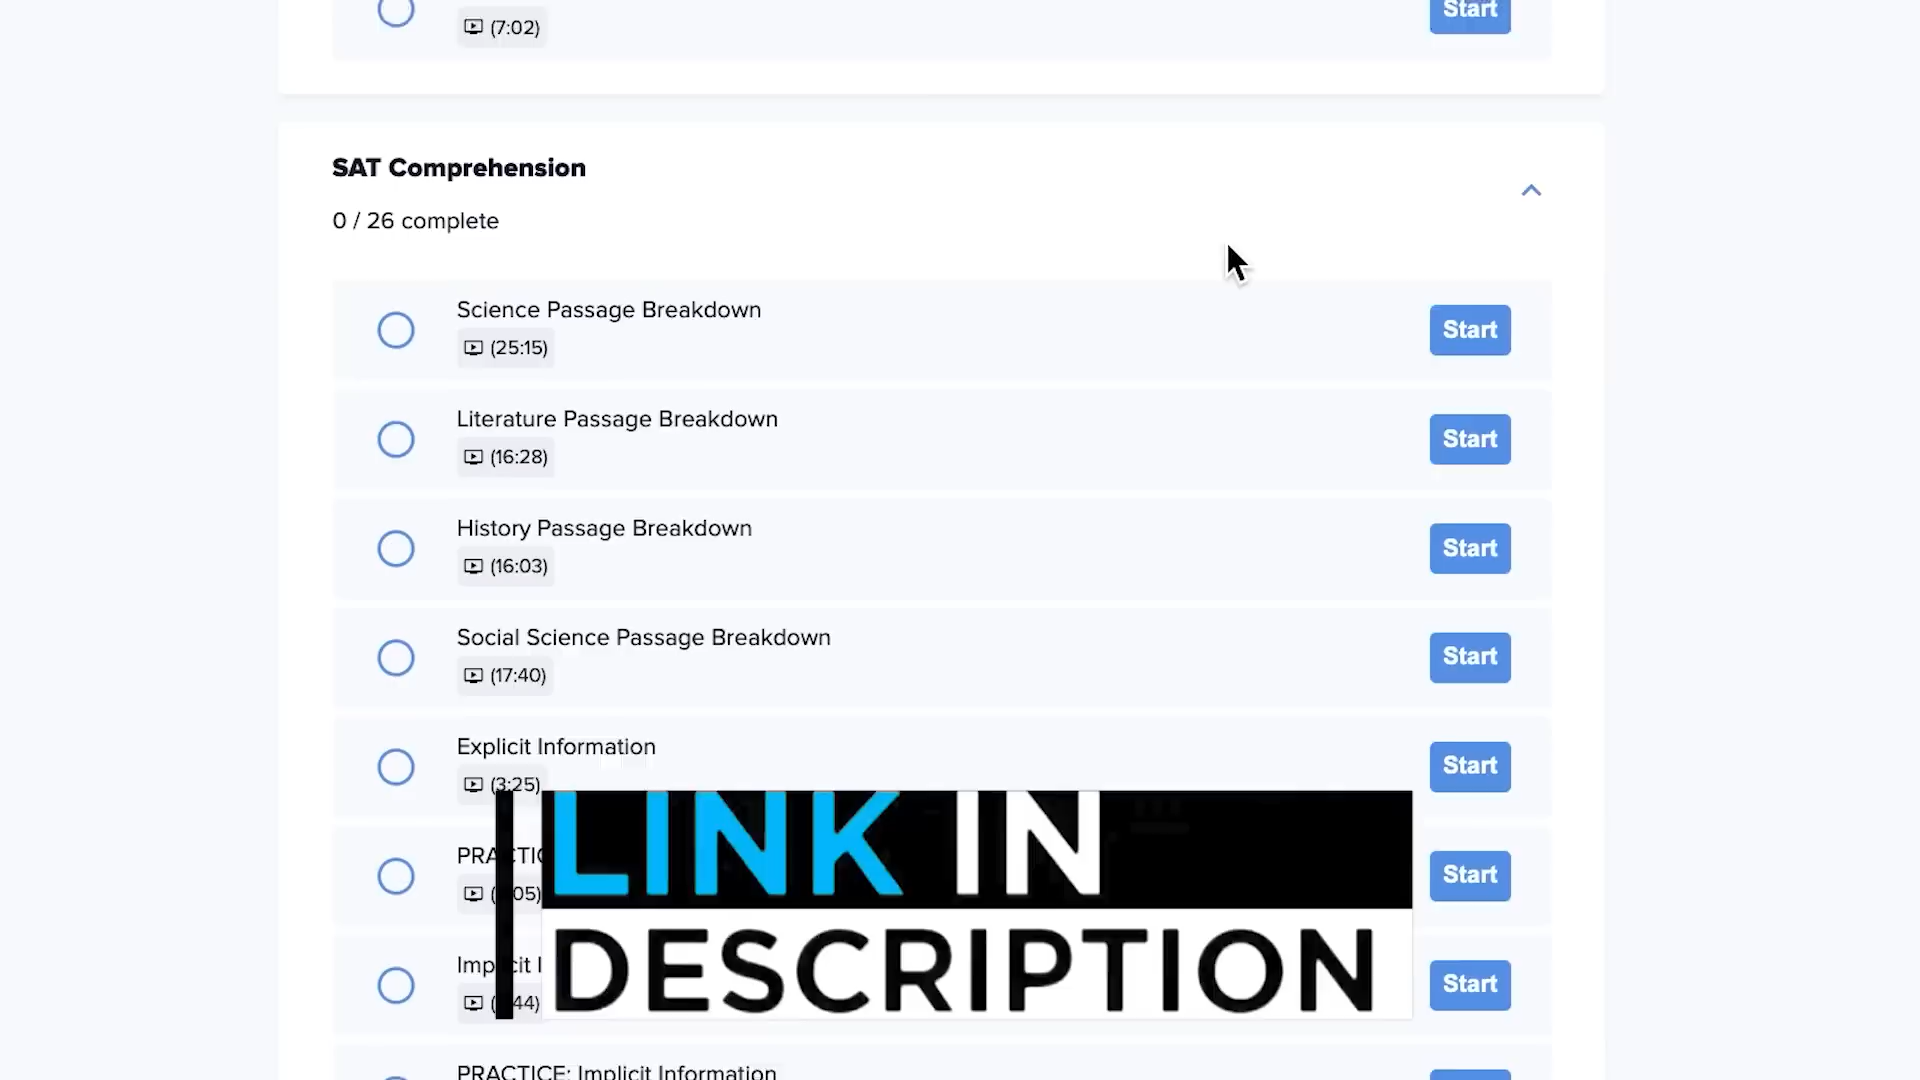 (7:02)
Start
SAT Comprehension
0 / 26 complete
Science Passage Breakdown
(25:15)
Start
Literature Passage Breakdown
(16:28)
Start
History Passage Breakdown
(16:03)
Start
Social Science Passage Breakdown
(17:40)
Start
Explicit Information
(3:25)
Start
Start
LINK IN
DESCRIPTION
Start
PRACTICE: Implicit Information